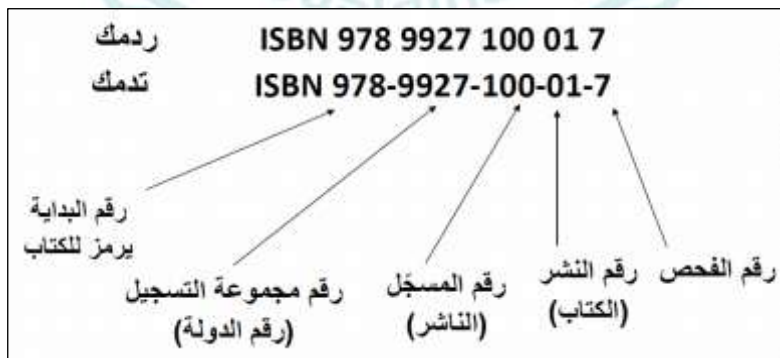 ردمك ISBN 978 9927 100 01 7
تدمك ISBN 978-9927-100-01-7
رقم البداية
يرمز للكتاب
رقم مجموعة التسجيل
(رقم الدولة)
رقم المسجّل
(الناشر)
رقم النشر
(الكتاب)
رقم الفحص